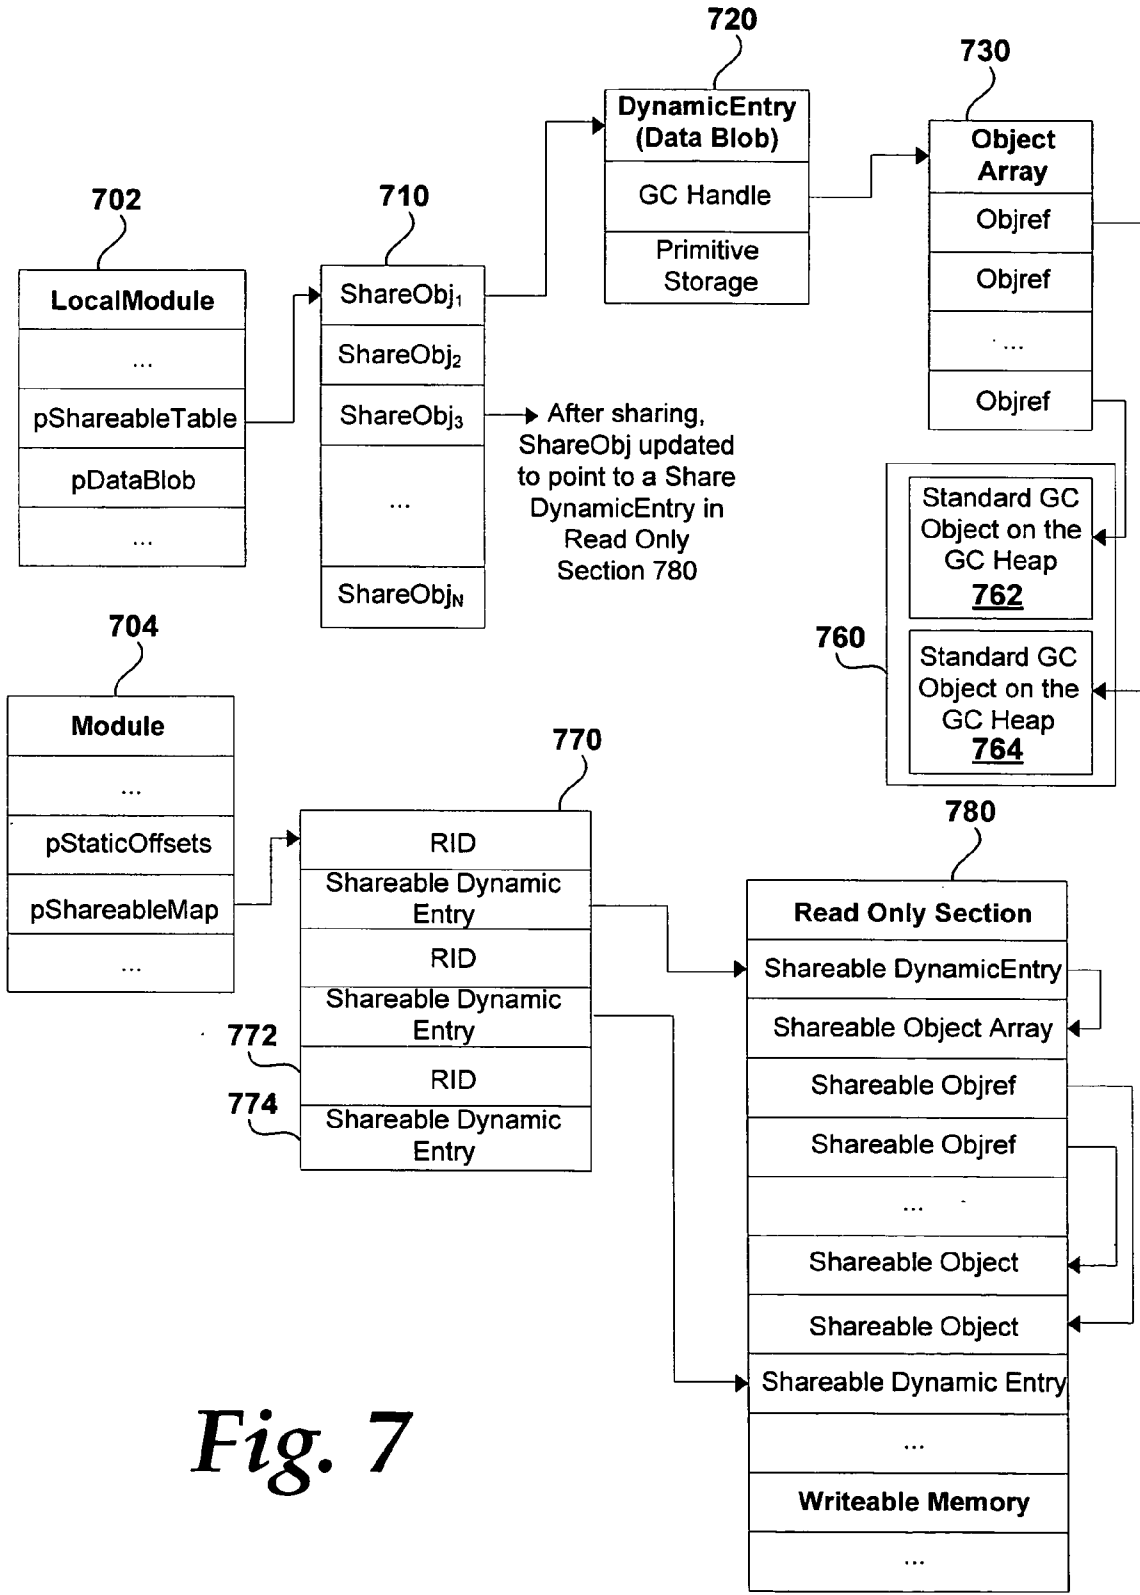 720
730
DynamicEntry
(Data Blob)
GC Handle
Primitive
Storage
Object
Array
Objref
Objref
...
Objref
702
LocalModule
...
pShareableTable
pDataBlob
...
710
ShareObj1
ShareObj2
ShareObj3
...
ShareObjN
After sharing,
ShareObj updated
to point to a Share
DynamicEntry in
Read Only
Section 780
760
Standard GC
Object on the
GC Heap
762
Standard GC
Object on the
GC Heap
764
704
Module
...
pStaticOffsets
pShareableMap
...
770
RID
Shareable Dynamic
Entry
RID
Shareable Dynamic
Entry
772
RID
774
Shareable Dynamic
Entry
780
Read Only Section
Shareable DynamicEntry
Shareable Object Array
Shareable Objref
Shareable Objref
...
Shareable Object
Shareable Object
Shareable Dynamic Entry
...
Writeable Memory
...
Fig. 7